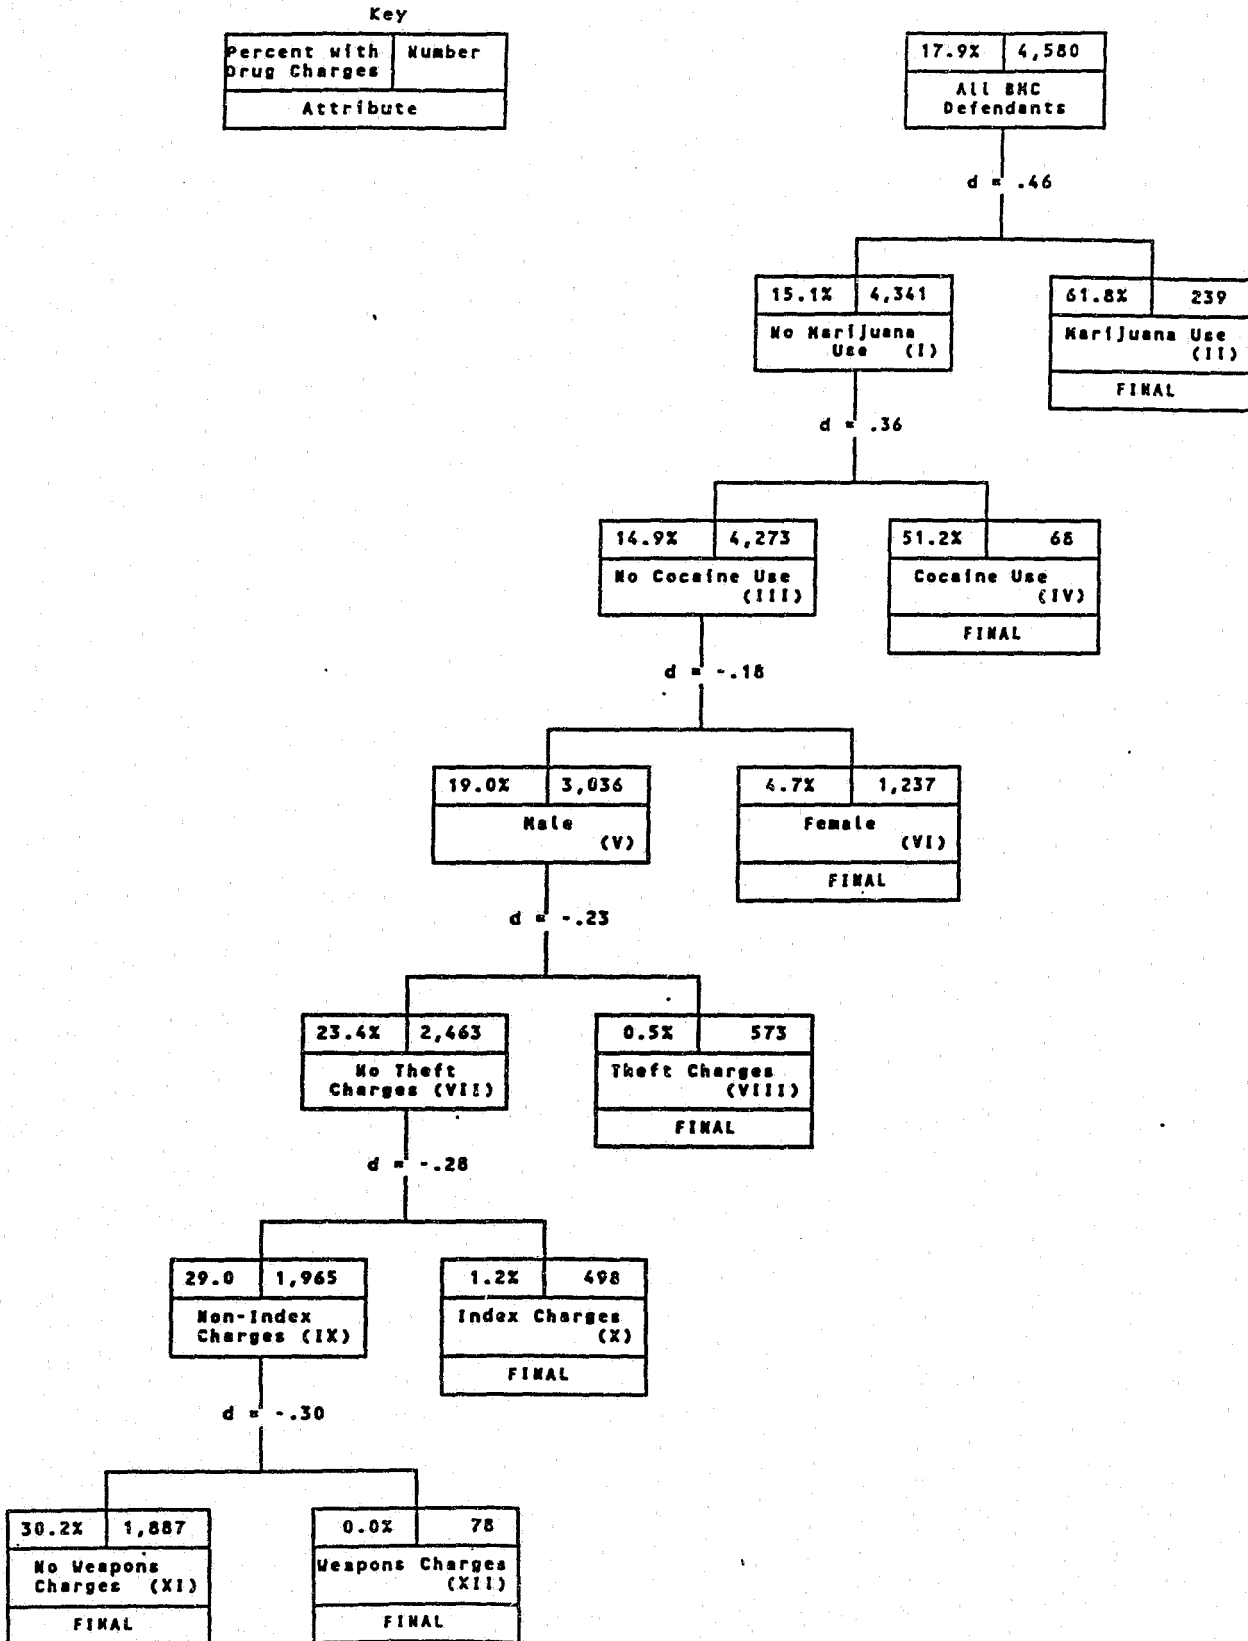 Key
Percent with Drug Charges Number
Attribute
17.9% 4,580
All BMC
Defendants
d = .46
15.1% 4,341
No Marijuana
Use (I)
61.8% 239
Marijuana Use
(II)
FINAL
d = .36
14.9% 4,273
No Cocaine Use
(III)
51.2% 68
Cocaine Use
(IV)
FINAL
d = -.18
19.0% 3,036
Male
(V)
4.7% 1,237
Female
(VI)
FINAL
d = -.23
23.4% 2,463
No Theft
Charges (VII)
0.5% 573
Theft Charges
(VIII)
FINAL
d = -.28
29.0 1,965
Non-Index
Charges (IX)
1.2% 498
Index Charges
(X)
FINAL
d = -.30
30.2% 1,887
No Weapons
Charges (XI)
FINAL
0.0% 78
Weapons Charges
(XII)
FINAL